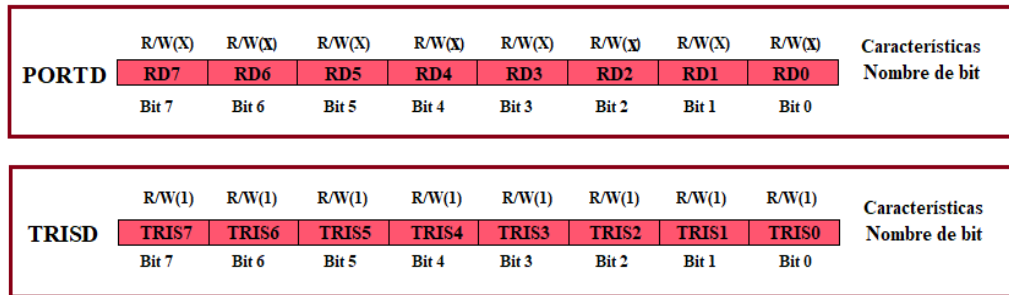 R/W(X) R/W(X) R/W(X) R/W(X) R/W(X) R/W(X) R/W(X) R/W(X) Características
PORTD RD7 RD6 RD5 RD4 RD3 RD2 RD1 RD0 Nombre de bit
Bit 7 Bit 6 Bit 5 Bit 4 Bit 3 Bit 2 Bit 1 Bit 0
R/W(1) R/W(1) R/W(1) R/W(1) R/W(1) R/W(1) R/W(1) R/W(1) Características
TRISD TRIS7 TRIS6 TRIS5 TRIS4 TRIS3 TRIS2 TRIS1 TRIS0 Nombre de bit
Bit 7 Bit 6 Bit 5 Bit 4 Bit 3 Bit 2 Bit 1 Bit 0